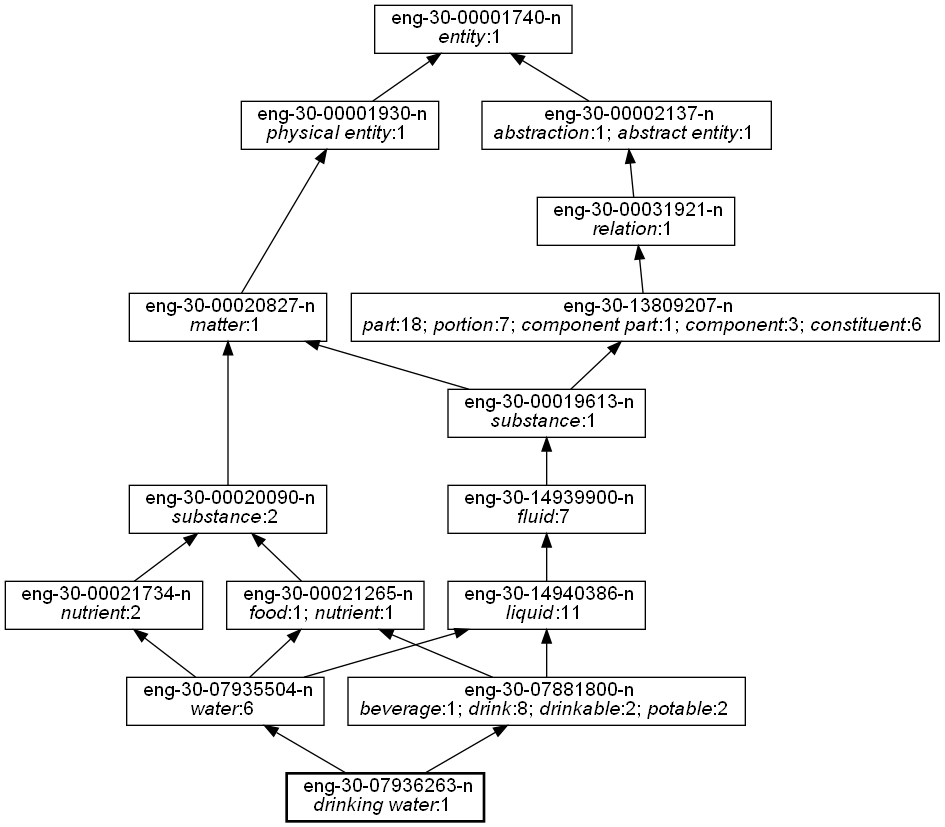 eng-30-00001740-n
entity:1
eng-30-00001930-n
physical entity:1
eng-30-00002137-n
abstraction:1; abstract entity:1
eng-30-00031921-n
relation:1
eng-30-00020827-n
matter:1
eng-30-13809207-n
part:18; portion:7; component part:1; component:3; constituent:6
eng-30-00019613-n
substance:1
eng-30-00020090-n
substance:2
eng-30-14939900-n
fluid:7
eng-30-00021734-n
nutrient:2
eng-30-00021265-n
food:1; nutrient:1
eng-30-14940386-n
liquid:11
eng-30-07935504-n
water:6
eng-30-07881800-n
beverage:1; drink:8; drinkable:2; potable:2
eng-30-07936263-n
drinking water:1